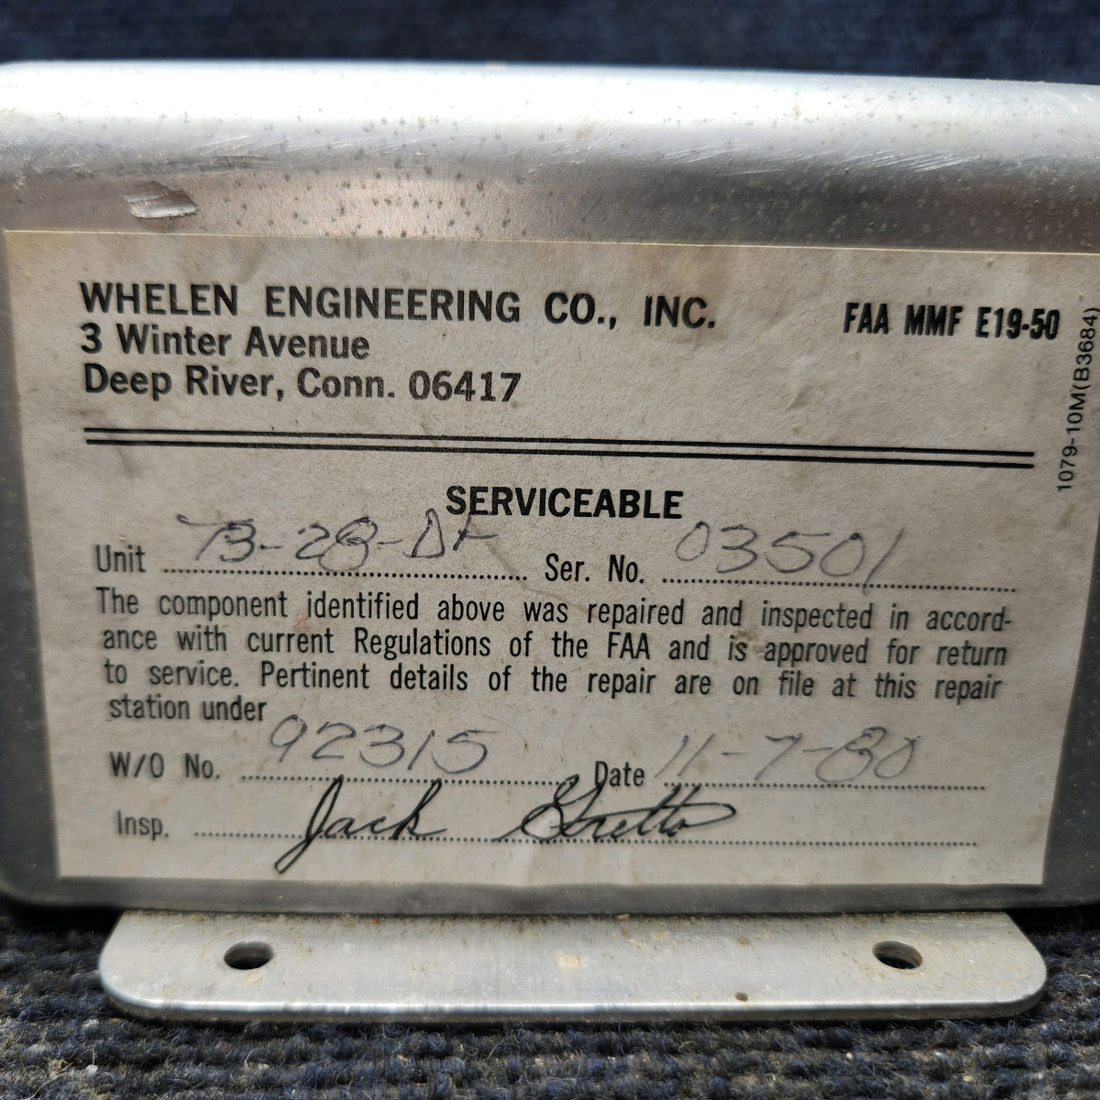 WHELEN ENGINEERING CO., INC. FAA MMF E19-50
3 Winter Avenue
Deep River, Conn. 06417
1079-10M(B3684)
SERVICEABLE
Unit Ser. No. 03501
The component identified above was repaired and inspected in accord-
ance with current Regulations of the FAA and is approved for return
to service. Pertinent details of the repair are on file at this repair
station under
W/O No. 92315 Date 11-7-80
Insp. Jack